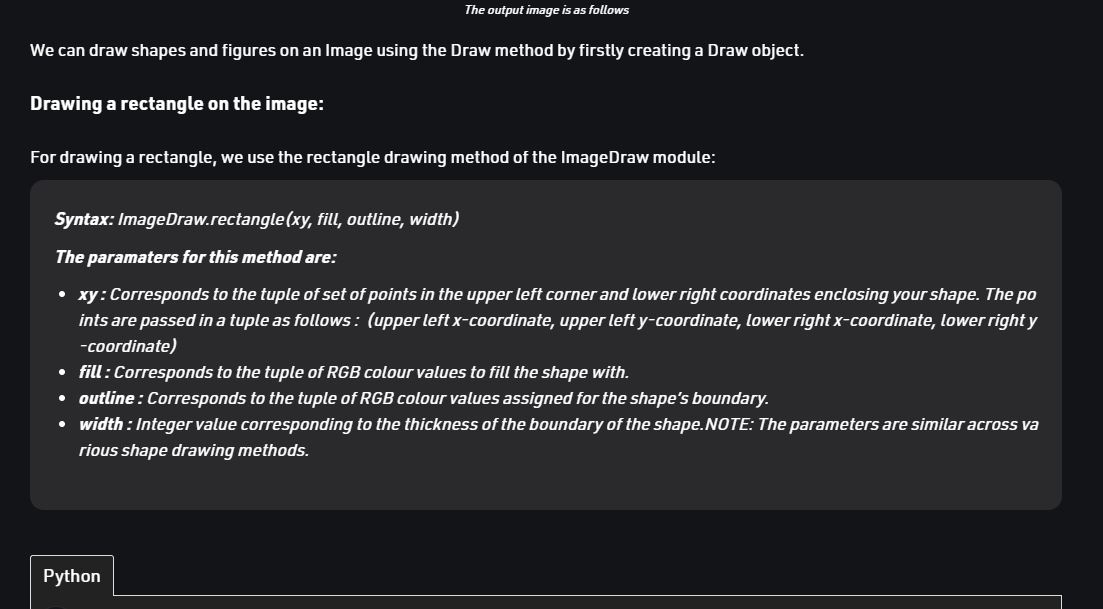 The output image is as follows
We can draw shapes and figures on an Image using the Draw method by firstly creating a Draw object.
Drawing a rectangle on the image:
For drawing a rectangle, we use the rectangle drawing method of the ImageDraw module:
Syntax: ImageDraw.rectangle(xy, fill, outline, width)
The paramaters for this method are:
• xy : Corresponds to the tuple of set of points in the upper left corner and lower right coordinates enclosing your shape. The po
ints are passed in a tuple as follows :  (upper left x-coordinate, upper left y-coordinate, lower right x-coordinate, lower right y
-coordinate)
• fill : Corresponds to the tuple of RGB colour values to fill the shape with.
• outline : Corresponds to the tuple of RGB colour values assigned for the shape's boundary.
• width : Integer value corresponding to the thickness of the boundary of the shape.NOTE: The parameters are similar across va
rious shape drawing methods.
Python